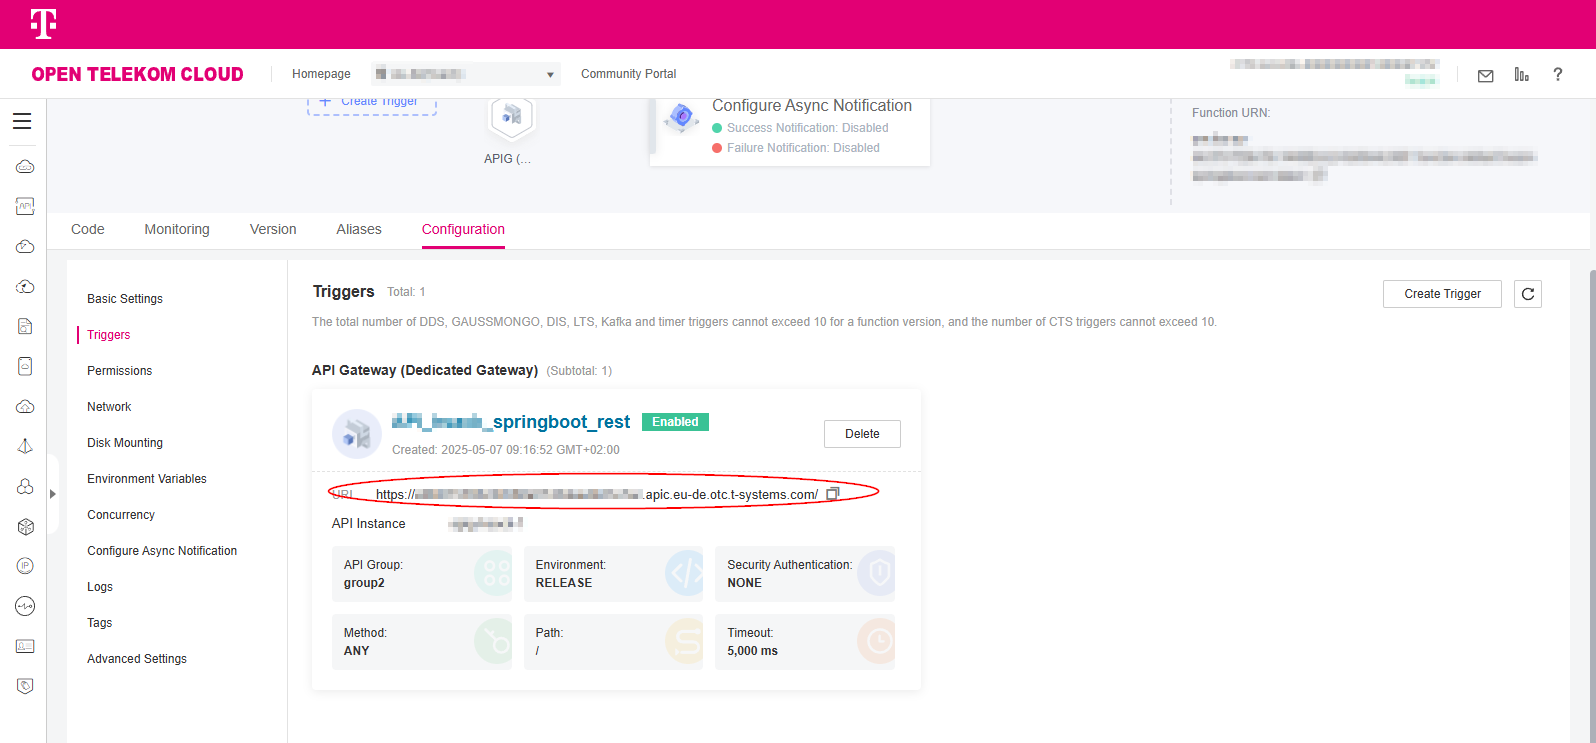 T
OPEN TELEKOM CLOUD
Homepage
Community Portal
?
+ Create Trigger
APIG (...
Configure Async Notification
Success Notification: Disabled
Failure Notification: Disabled
Function URN:
Code
Monitoring
Version
Aliases
Configuration
Basic Settings
Triggers
Permissions
Network
Disk Mounting
Environment Variables
Concurrency
Configure Async Notification
Logs
Tags
Advanced Settings
Triggers Total: 1
Create Trigger
The total number of DDS, GAUSSMONGO, DIS, LTS, Kafka and timer triggers cannot exceed 10 for a function version, and the number of CTS triggers cannot exceed 10.
API Gateway (Dedicated Gateway) (Subtotal: 1)
API_ _springboot_rest Enabled
Created: 2025-05-07 09:16:52 GMT+02:00
Delete
URL https:// .apic.eu-de.otc.t-systems.com/
API Instance
API Group:
group2
Environment:
RELEASE
Security Authentication:
NONE
Method:
ANY
Path:
/
Timeout:
5,000 ms
API
IP